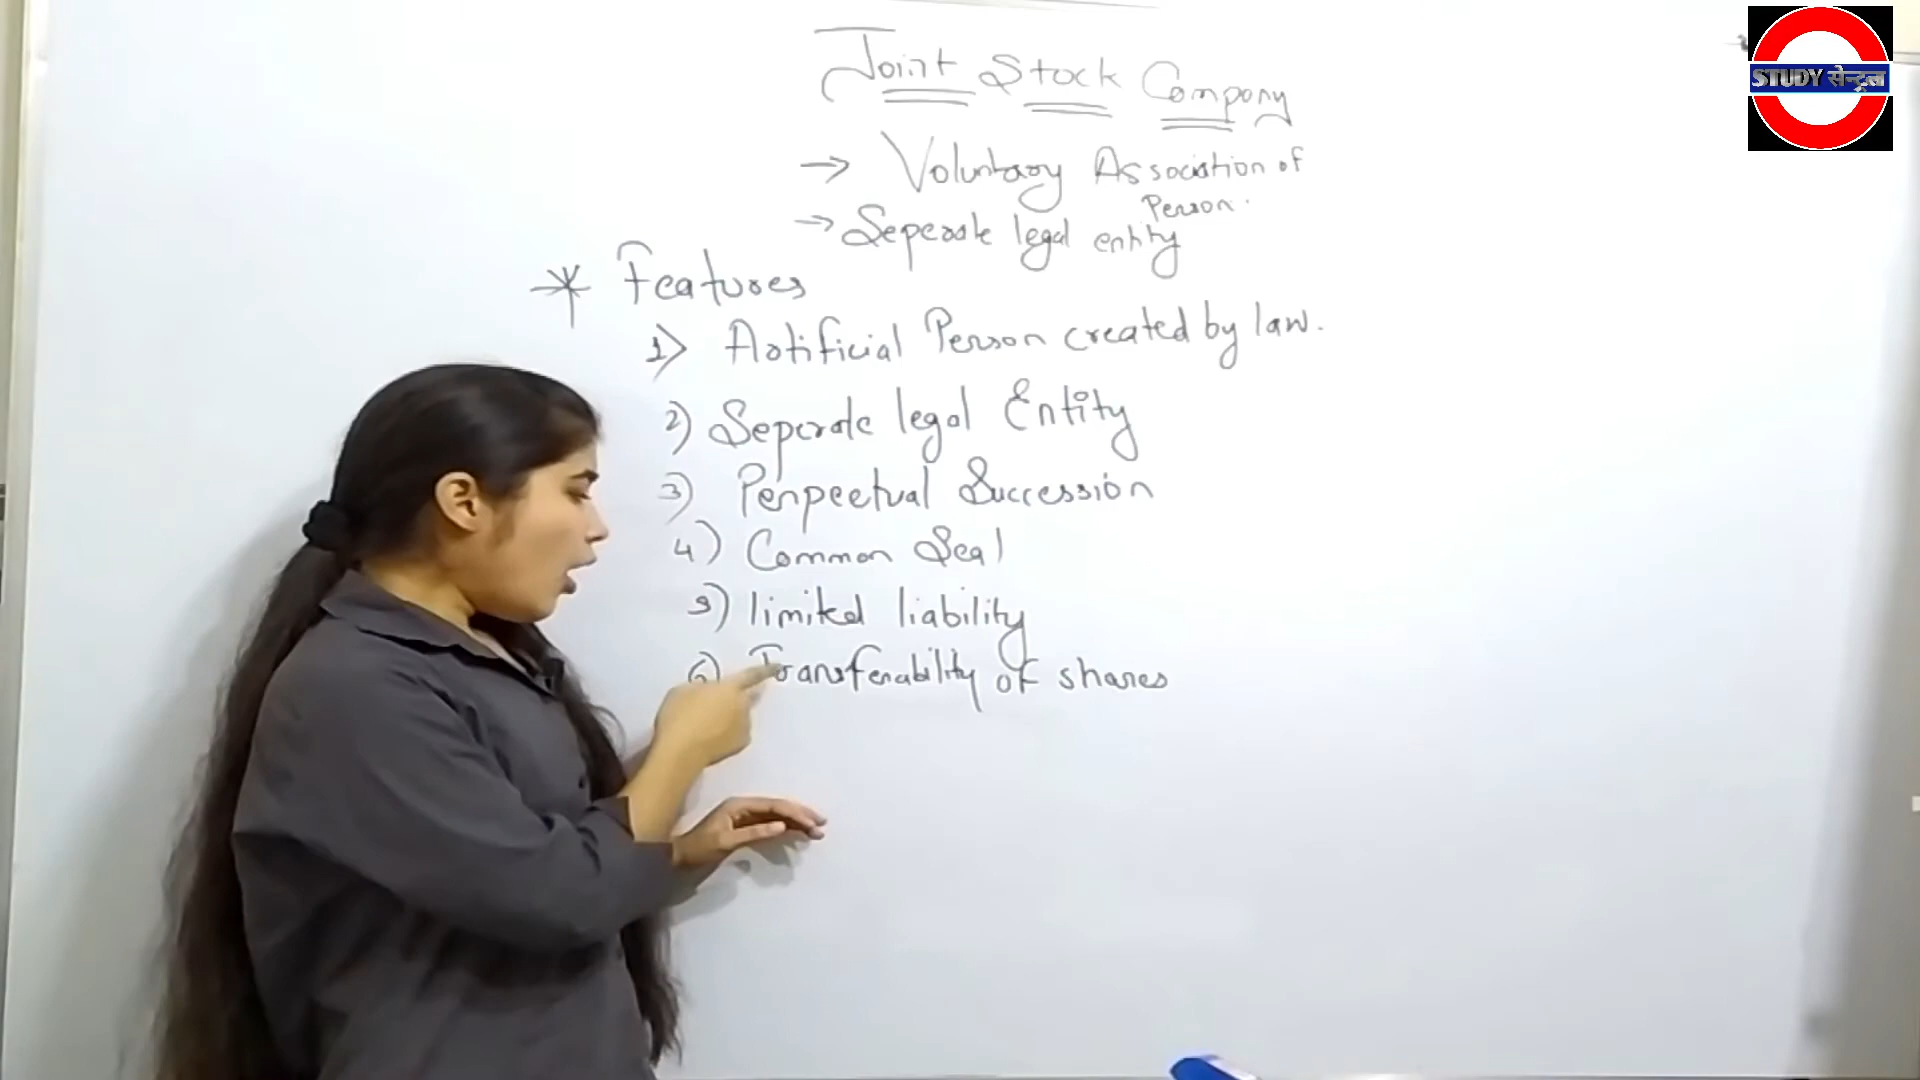 STUDY सेन्ट्रल
Joint Stock Company
→ Voluntary Association of
Person.
→ Seperate legal entity
* Features
1) Artificial Person created by law.
2) Seperate legal Entity
3) Perpeetual Succession
4) Common Seal
5) limited liability
6) Transferability of shares